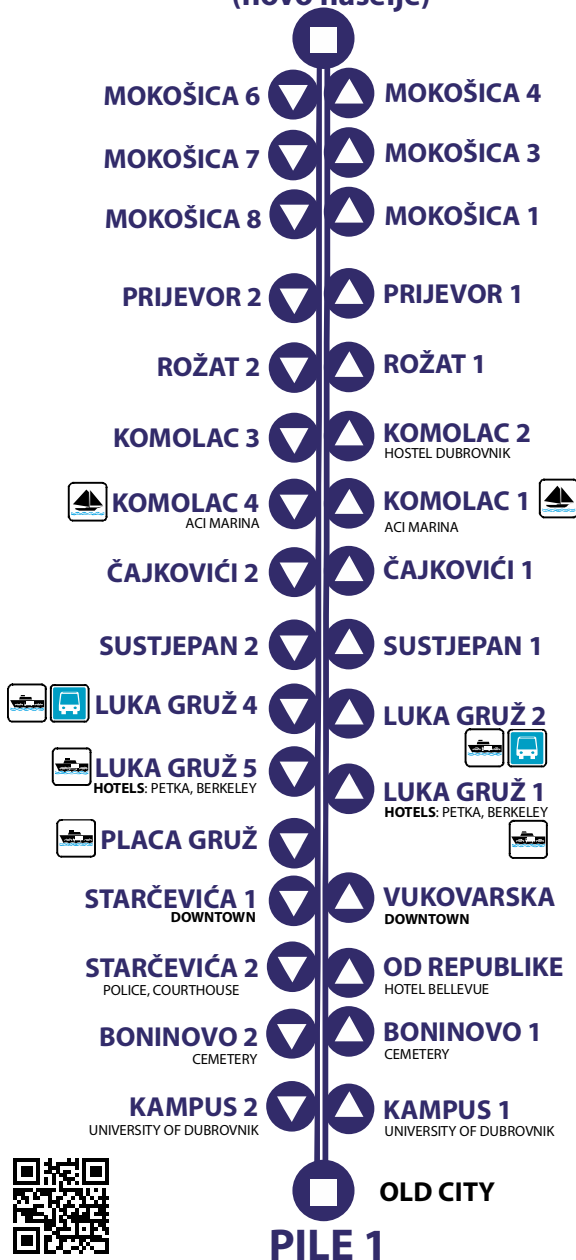 (novo naselje)
MOKOŠICA 6
MOKOŠICA 4
MOKOŠICA 7
MOKOŠICA 3
MOKOŠICA 8
MOKOŠICA 1
PRIJEVOR 2
PRIJEVOR 1
ROŽAT 2
ROŽAT 1
KOMOLAC 3
KOMOLAC 2
HOSTEL DUBROVNIK
KOMOLAC 4
ACI MARINA
KOMOLAC 1
ACI MARINA
ČAJKOVIĆI 2
ČAJKOVIĆI 1
SUSTJEPAN 2
SUSTJEPAN 1
LUKA GRUŽ 4
LUKA GRUŽ 2
LUKA GRUŽ 5
HOTELS: PETKA, BERKELEY
LUKA GRUŽ 1
HOTELS: PETKA, BERKELEY
PLACA GRUŽ
STARČEVIĆA 1
DOWNTOWN
VUKOVARSKA
DOWNTOWN
STARČEVIĆA 2
POLICE, COURTHOUSE
OD REPUBLIKE
HOTEL BELLEVUE
BONINOVO 2
CEMETERY
BONINOVO 1
CEMETERY
KAMPUS 2
UNIVERSITY OF DUBROVNIK
KAMPUS 1
UNIVERSITY OF DUBROVNIK
OLD CITY
PILE 1